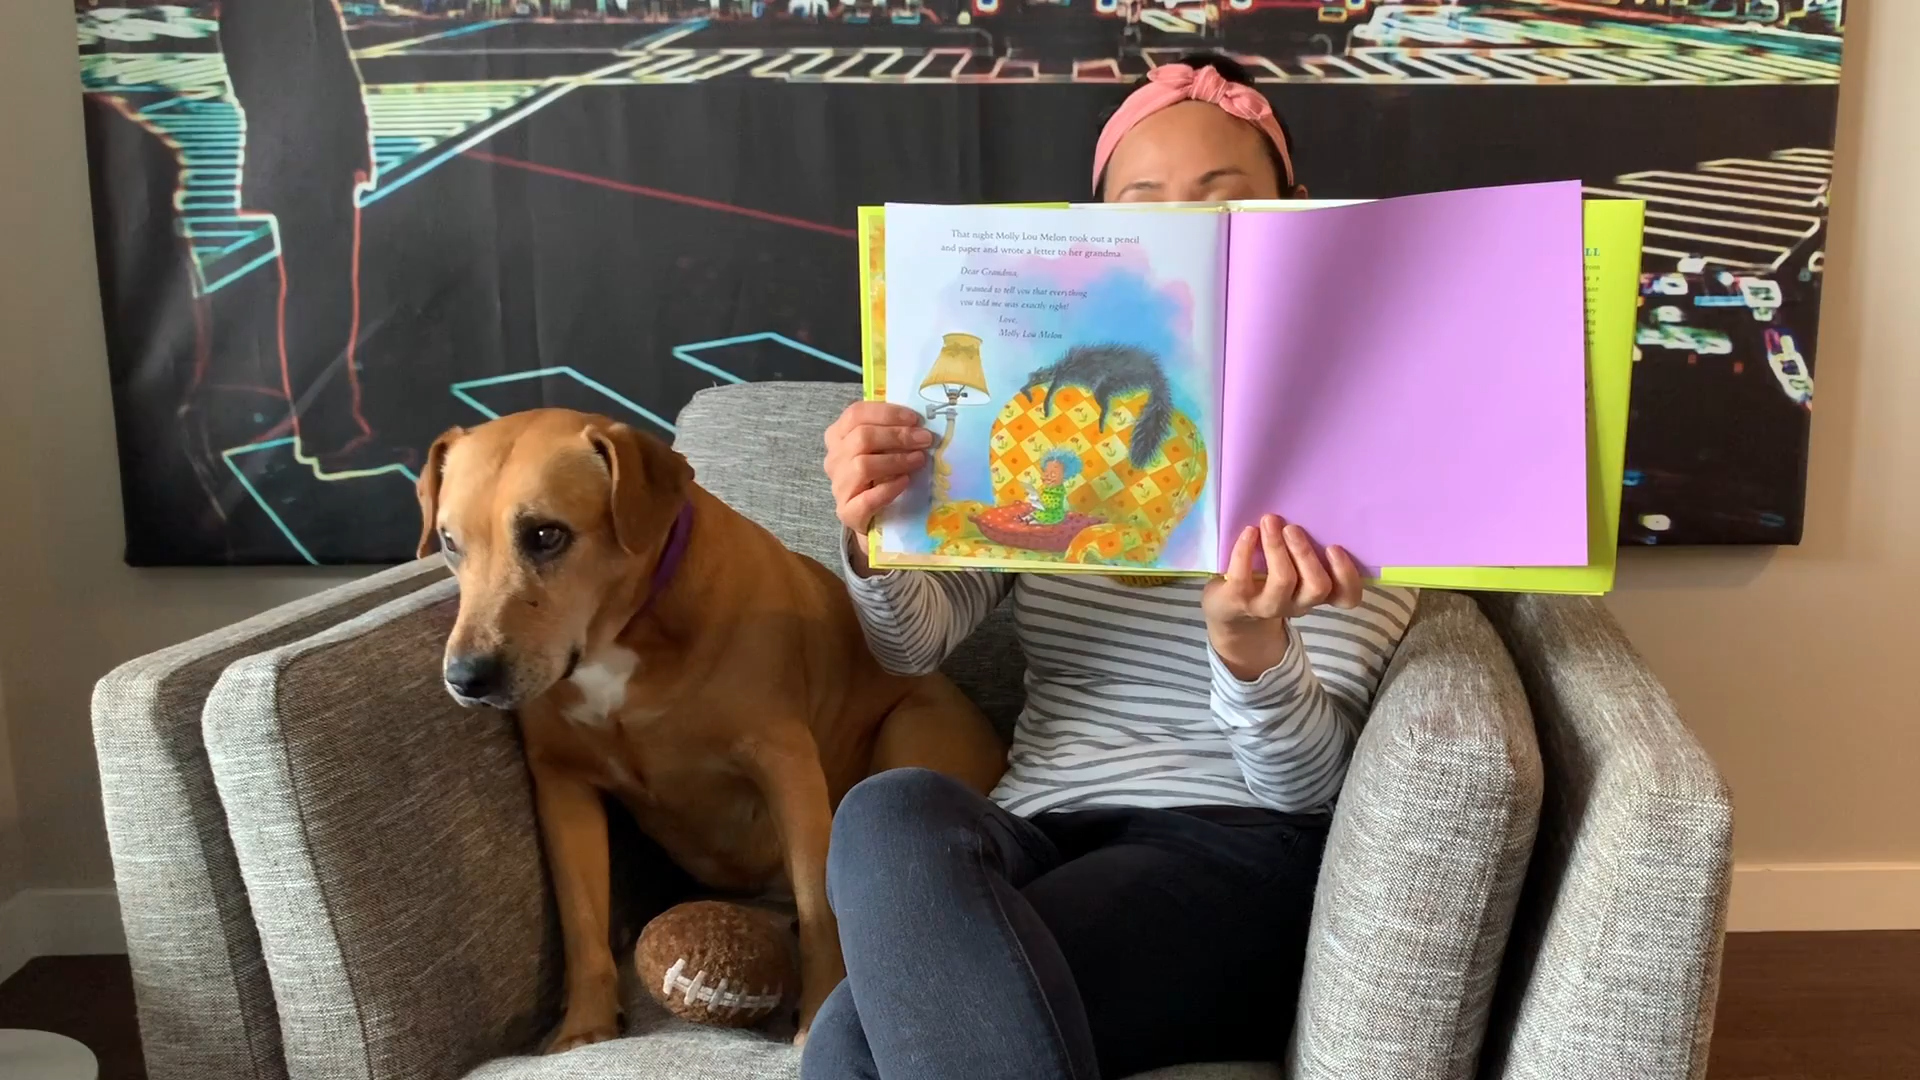 That night Molly Lou Melon took out a pencil
and paper and wrote a letter to her grandma.
Dear Grandma,
I wanted to tell you that everything
you told me was exactly right!
Love,
Molly Lou Melon
LL